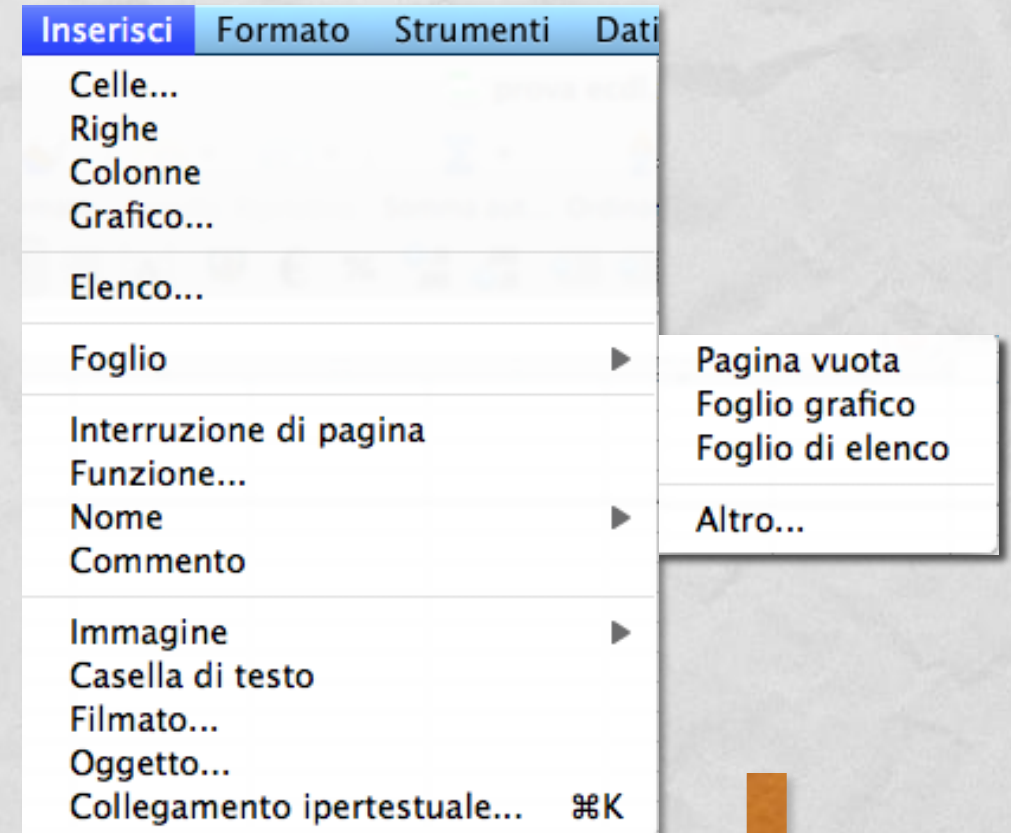 Inserisci Formato Strumenti Dati
Celle...
Righe
Colonne
Grafico...
Elenco...
Foglio
Interruzione di pagina
Funzione...
Nome
Commento
Immagine
Casella di testo
Filmato...
Oggetto...
Collegamento ipertestuale... ⌘K
Pagina vuota
Foglio grafico
Foglio di elenco
Altro...